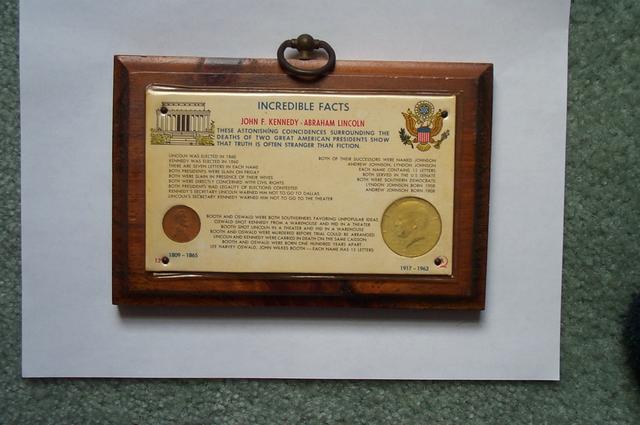 INCREDIBLE FACTS
JOHN F. KENNEDY - ABRAHAM LINCOLN
THESE ASTONISHING COINCIDENCES SURROUNDING THE
DEATHS OF TWO GREAT AMERICAN PRESIDENTS SHOW
THAT TRUTH IS OFTEN STRANGER THAN FICTION.
LINCOLN WAS ELECTED IN 1860
KENNEDY WAS ELECTED IN 1960
THERE ARE SEVEN LETTERS IN EACH NAME
BOTH PRESIDENTS WERE SLAIN ON FRIDAY
BOTH WERE SLAIN IN PRESENCE OF THEIR WIVES
BOTH WERE DIRECTLY CONCERNED WITH CIVIL RIGHTS
BOTH PRESIDENTS HAD LEGALITY OF ELECTIONS CONTESTED
KENNEDY'S SECRETARY LINCOLN WARNED HIM NOT TO GO TO DALLAS
LINCOLN'S SECRETARY KENNEDY WARNED HIM NOT TO GO TO THE THEATER
BOTH OF THEIR SUCCESSORS WERE NAMED JOHNSON
ANDREW JOHNSON, LYNDON JOHNSON
EACH NAME CONTAINS 13 LETTERS
BOTH SERVED IN THE U.S. SENATE
BOTH WERE SOUTHERN DEMOCRATS
LYNDON JOHNSON BORN 1908
ANDREW JOHNSON BORN 1808
BOOTH AND OSWALD WERE BOTH SOUTHERNERS FAVORING UNPOPULAR IDEAS
OSWALD SHOT KENNEDY FROM A WAREHOUSE AND HID IN A THEATER
BOOTH SHOT LINCOLN IN A THEATER AND HID IN A WAREHOUSE
BOOTH AND OSWALD WERE MURDERED BEFORE TRIAL COULD BE ARRANGED
LINCOLN AND KENNEDY WERE CARRIED IN DEATH ON THE SAME CAISSON
BOOTH AND OSWALD WERE BORN ONE HUNDRED YEARS APART
LEE HARVEY OSWALD, JOHN WILKES BOOTH — EACH NAME HAS 15 LETTERS
1809 - 1865
1917 - 1963